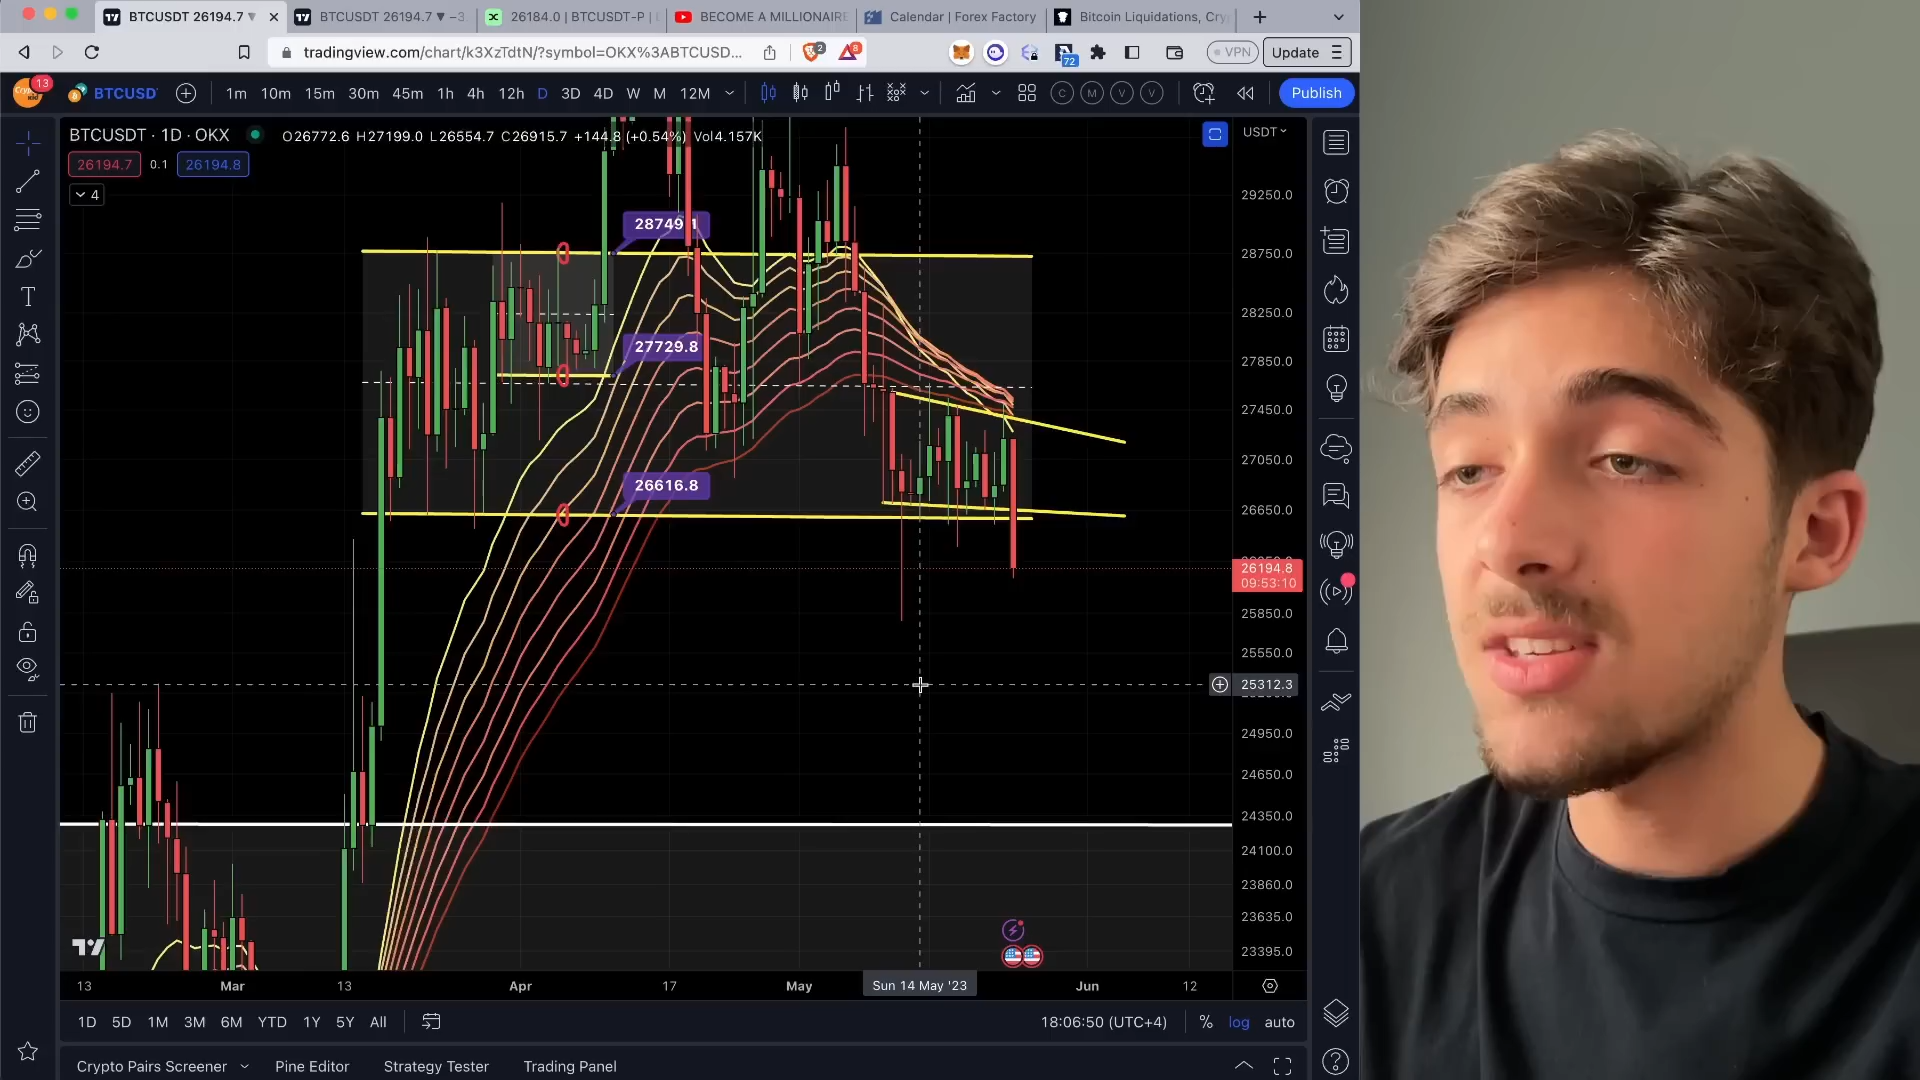 BTCUSDT 26194.7 ▼
BTCUSDT 26194.7 ▼ −3
26184.0 | BTCUSDT-P |
BECOME A MILLIONAIRE
Calendar | Forex Factory
Bitcoin Liquidations, Cry
tradingview.com/chart/k3XzTdtN/?symbol=OKX%3ABTCUSD...
2
8
72
VPN
Update
13
BTCUSD
1m 10m 15m 30m 45m 1h 4h 12h D 3D 4D W M 12M
C M V V
Publish
BTCUSDT · 1D · OKX
O26772.6 H27199.0 L26554.7 C26915.7 +144.8 (+0.54%) Vol4.157K
USDT
26194.7 0.1 26194.8
4
28749.1
27729.8
26616.8
29250.0
28750.0
28250.0
27850.0
27450.0
27050.0
26650.0
26194.8
09:53:10
25850.0
25550.0
25312.3
24950.0
24650.0
24350.0
24100.0
23860.0
23635.0
23395.0
13 Mar 13 Apr 17 May Sun 14 May '23 Jun 12
1D 5D 1M 3M 6M YTD 1Y 5Y All
18:06:50 (UTC+4) % log auto
Crypto Pairs Screener Pine Editor Strategy Tester Trading Panel